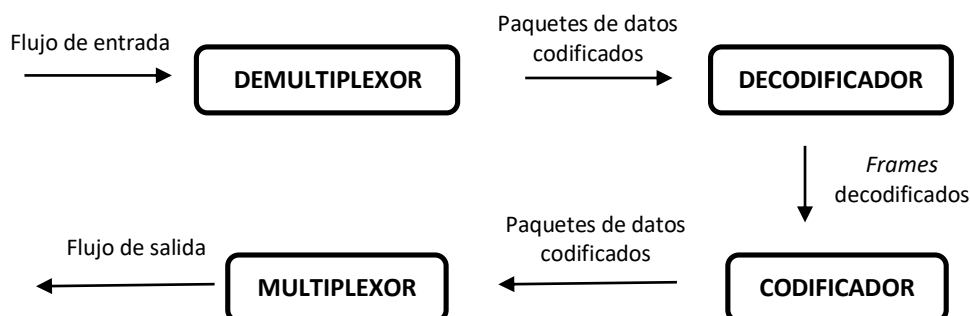 Flujo de entrada
DEMULTIPLEXOR
Paquetes de datos
codificados
DECODIFICADOR
Frames
decodificados
CODIFICADOR
Paquetes de datos
codificados
MULTIPLEXOR
Flujo de salida